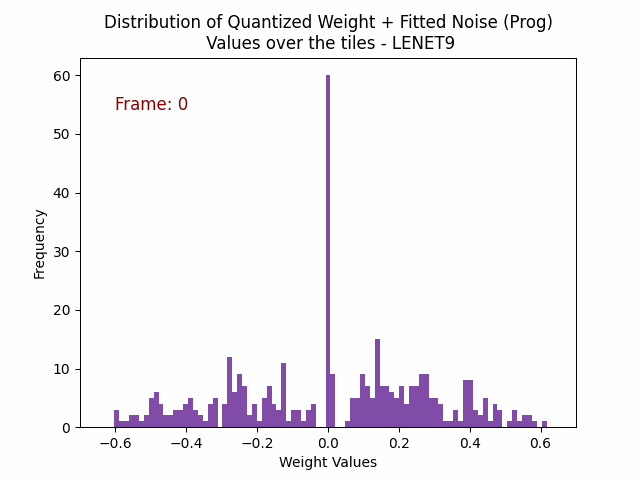 Distribution of Quantized Weight + Fitted Noise (Prog)
Values over the tiles - LENET9
Frame: 0
Frequency
60
50
40
30
20
10
0
−0.6 −0.4 −0.2 0.0 0.2 0.4 0.6
Weight Values